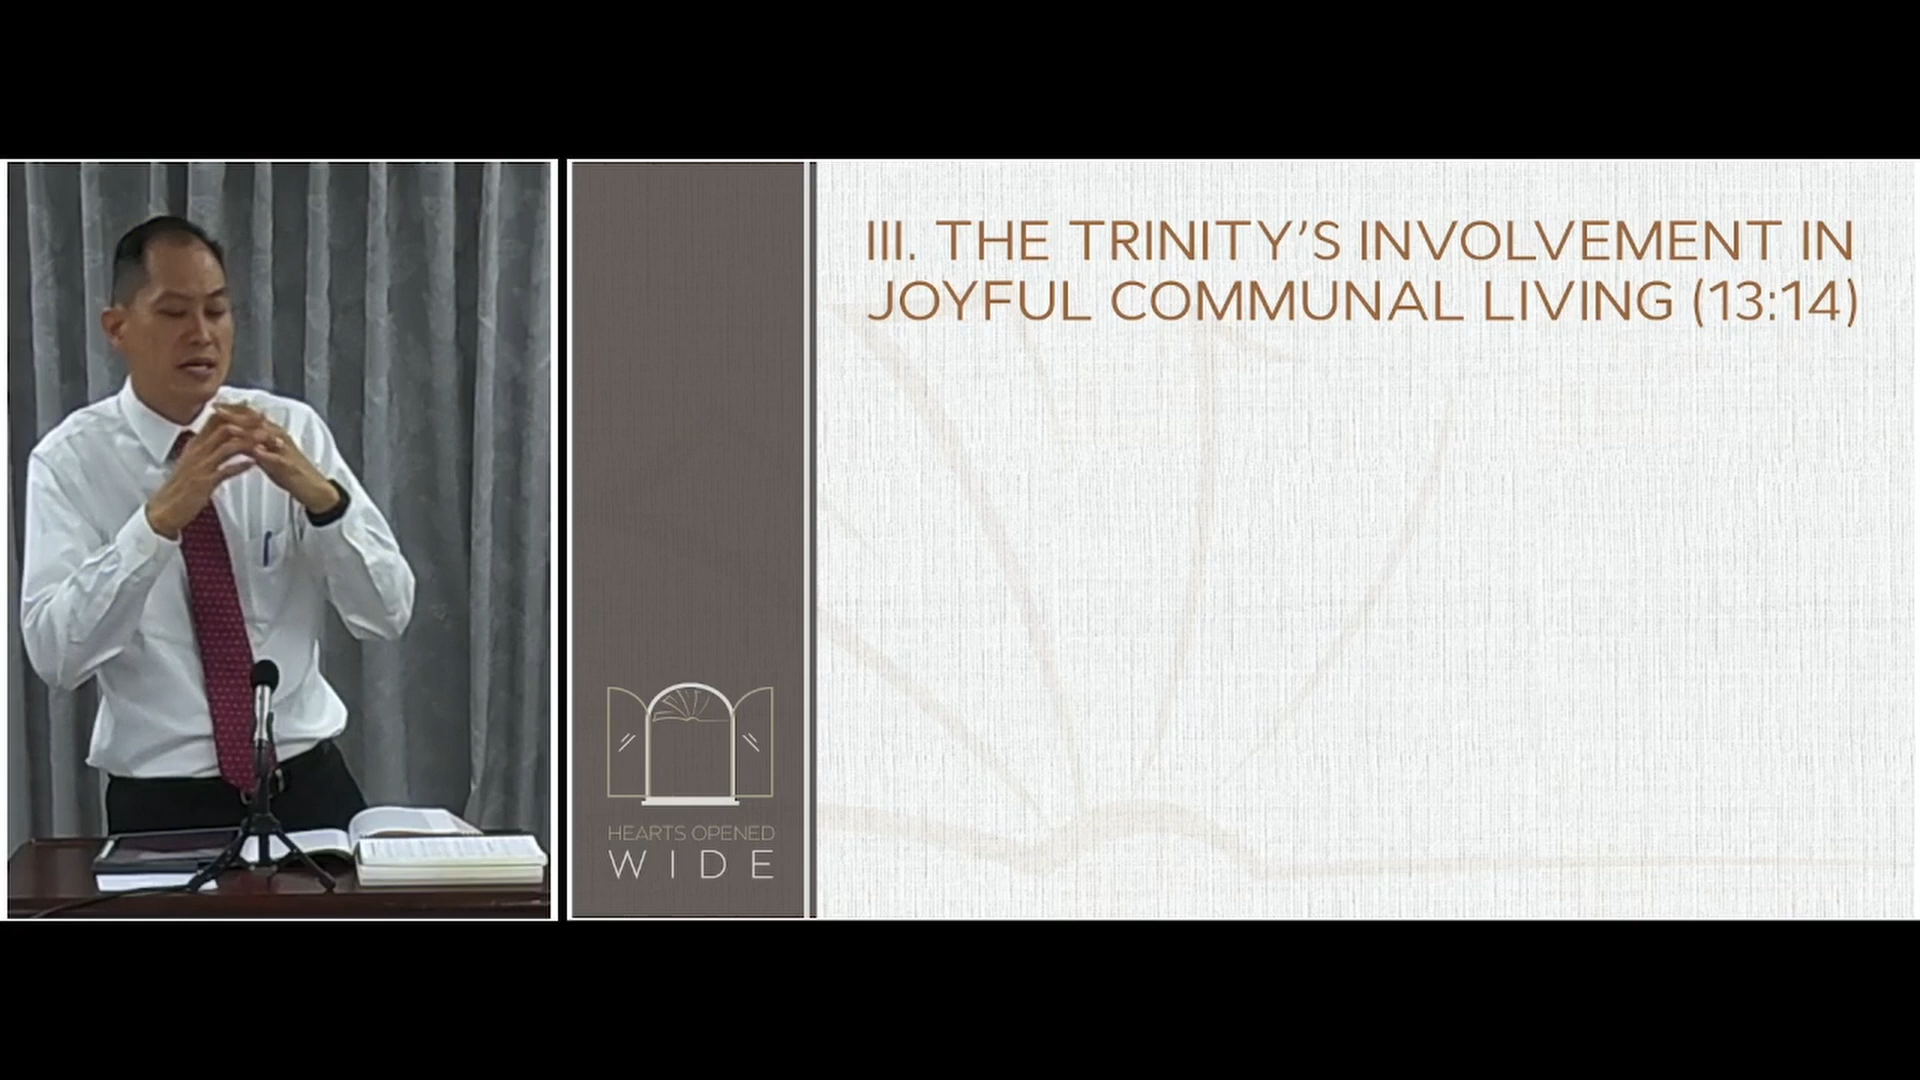 III. THE TRINITY’S INVOLVEMENT IN
JOYFUL COMMUNAL LIVING (13:14)
HEARTS OPENED
WIDE